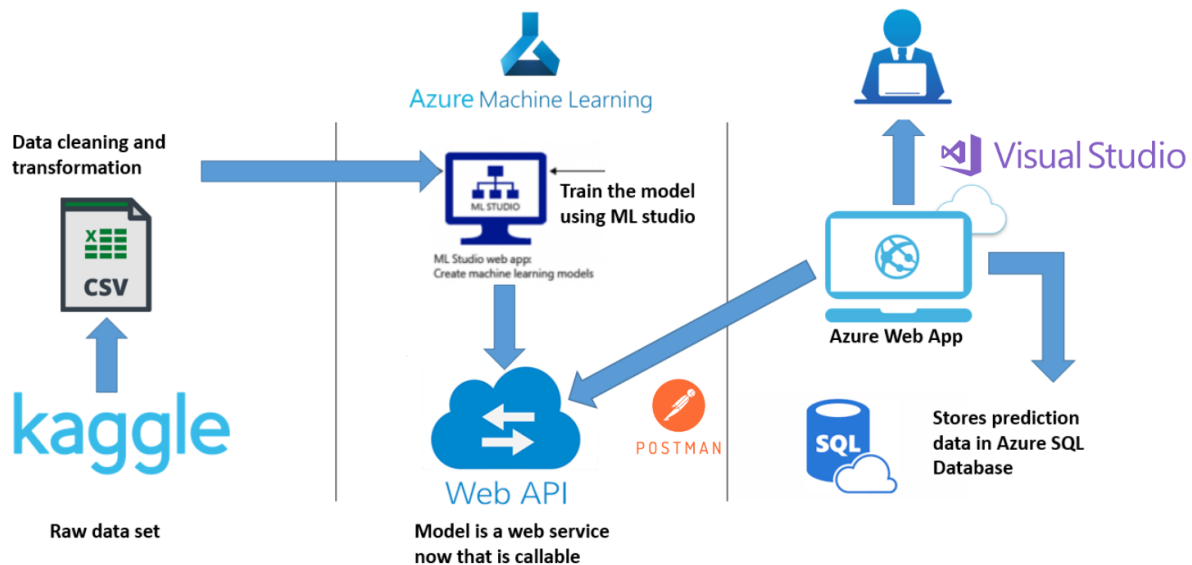 Azure Machine Learning
Data cleaning and
transformation
X
CSV
kaggle
Raw data set
ML STUDIO
Train the model
using ML studio
ML Studio web app:
Create machine learning models
Web API
Model is a web service
now that is callable
POSTMAN
Visual Studio
Azure Web App
SQL
Stores prediction
data in Azure SQL
Database